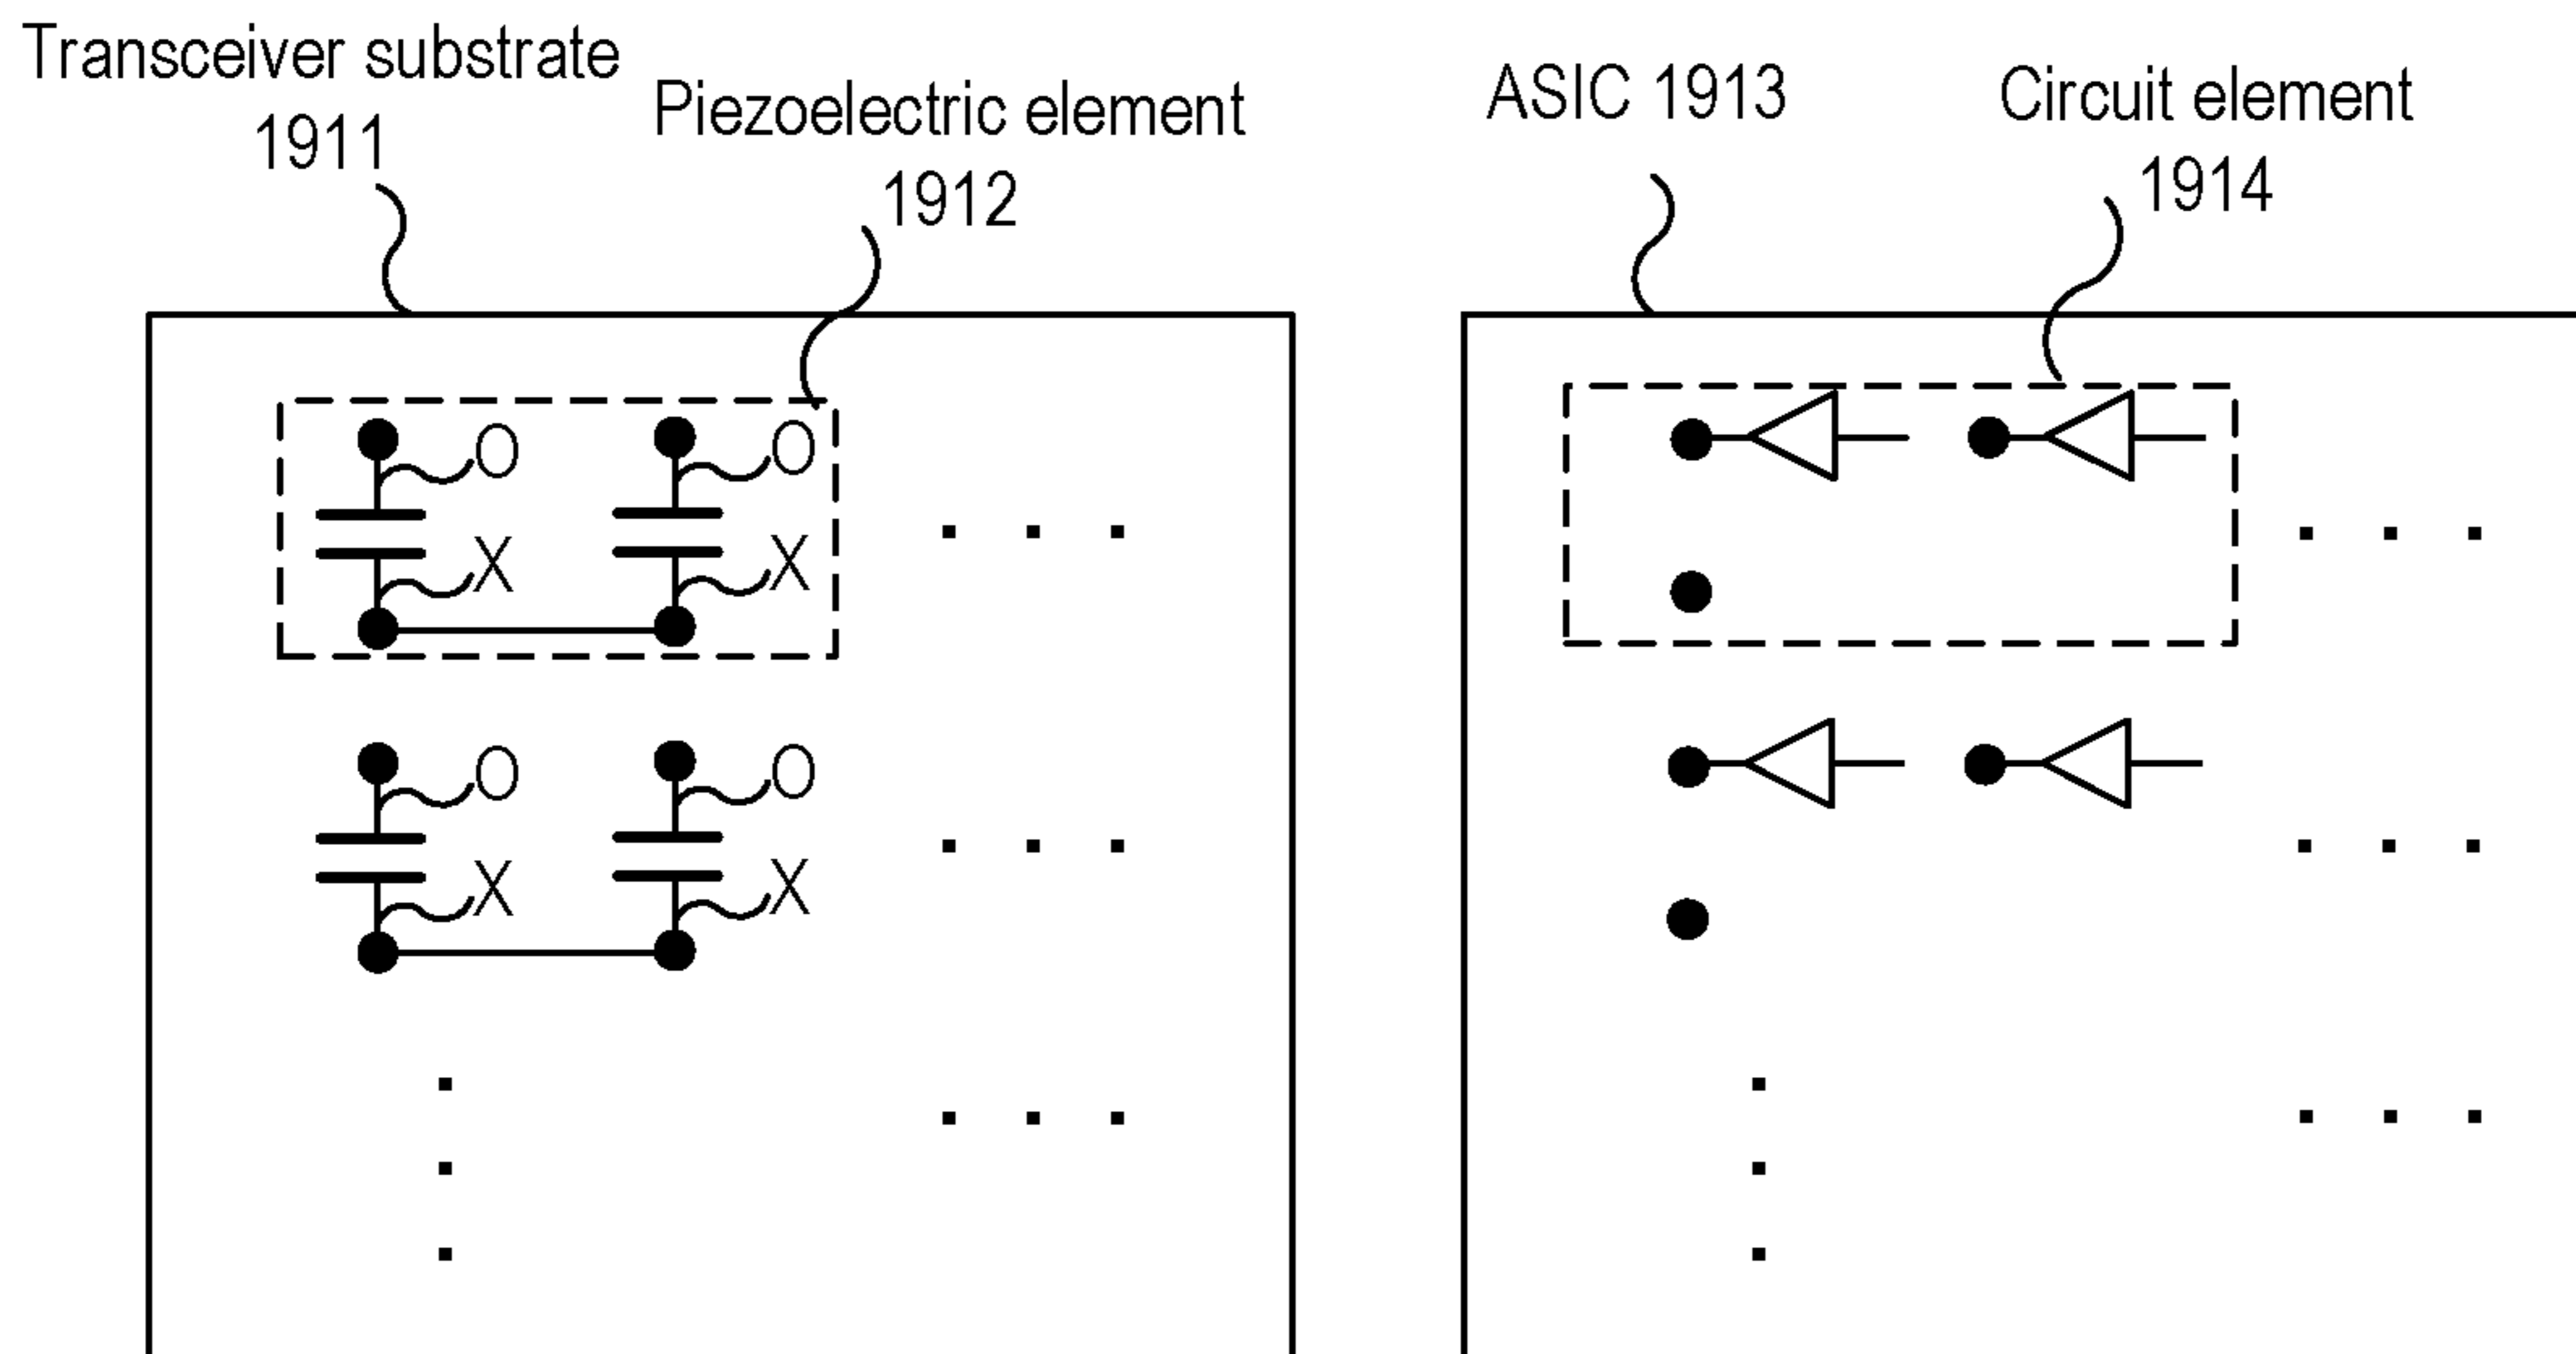 Transceiver substrate
1911
Piezoelectric element
1912
ASIC 1913
Circuit element
1914
O
O
X
X
O
O
X
X